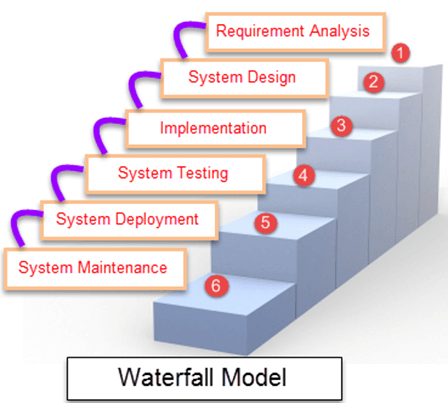 Requirement Analysis
1
System Design
2
Implementation
3
System Testing
4
System Deployment
5
System Maintenance
6
Waterfall Model